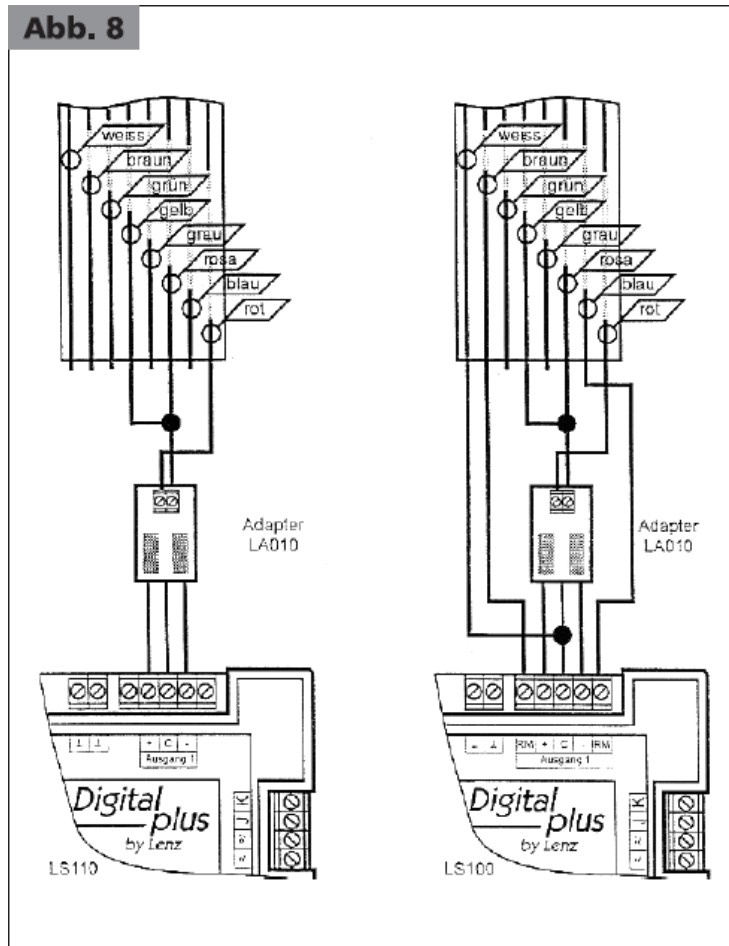 Abb. 8
weiss
braun
grün
gelb
grau
rosa
blau
rot
Adapter
LA010
+ C -
Ausgang 1
Digital
plus
by Lenz
J K
LS110
weiss
braun
grün
gelb
grau
rosa
blau
rot
Adapter
LA010
RM + C - RM
Ausgang 1
Digital
plus
by Lenz
J K
LS100